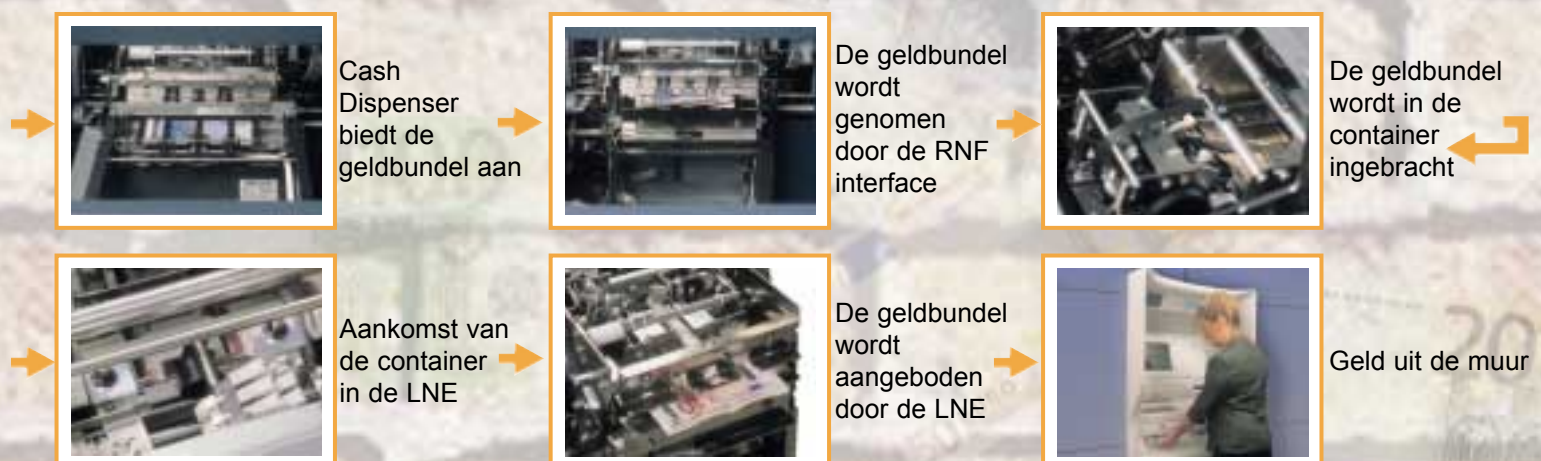 Cash
Dispenser
biedt de
geldbundel aan
De geldbundel
wordt
genomen
door de RNF
interface
De geldbundel
wordt in de
container
ingebracht
Aankomst van
de container
in de LNE
De geldbundel
wordt
aangeboden
door de LNE
Geld uit de muur
20